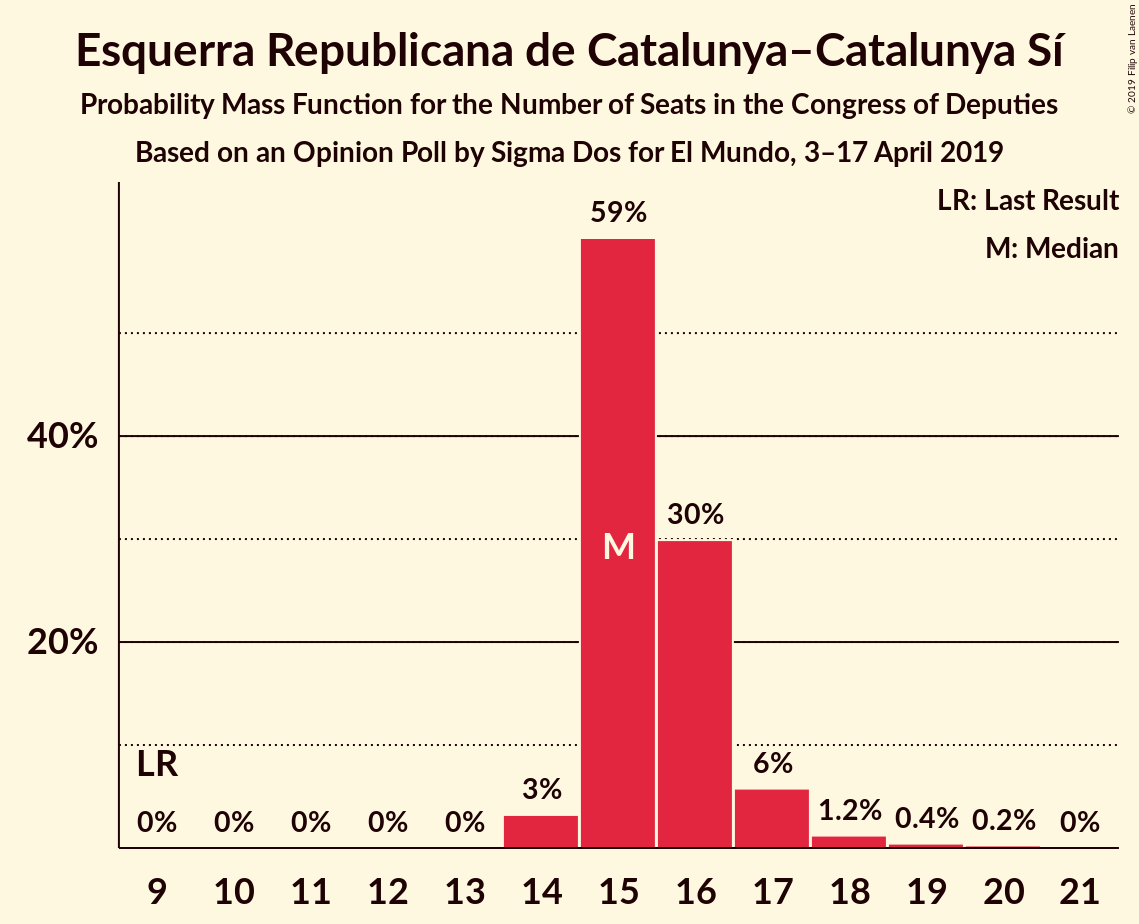 Esquerra Republicana de Catalunya–Catalunya Sí
Probability Mass Function for the Number of Seats in the Congress of Deputies
Based on an Opinion Poll by Sigma Dos for El Mundo, 3–17 April 2019
© 2019 Filip van Laenen
LR: Last Result
M: Median
59%
40%
30%
M
20%
LR
6%
3%
0% 0% 0% 0% 0% 1.2% 0.4% 0.2% 0%
9 10 11 12 13 14 15 16 17 18 19 20 21